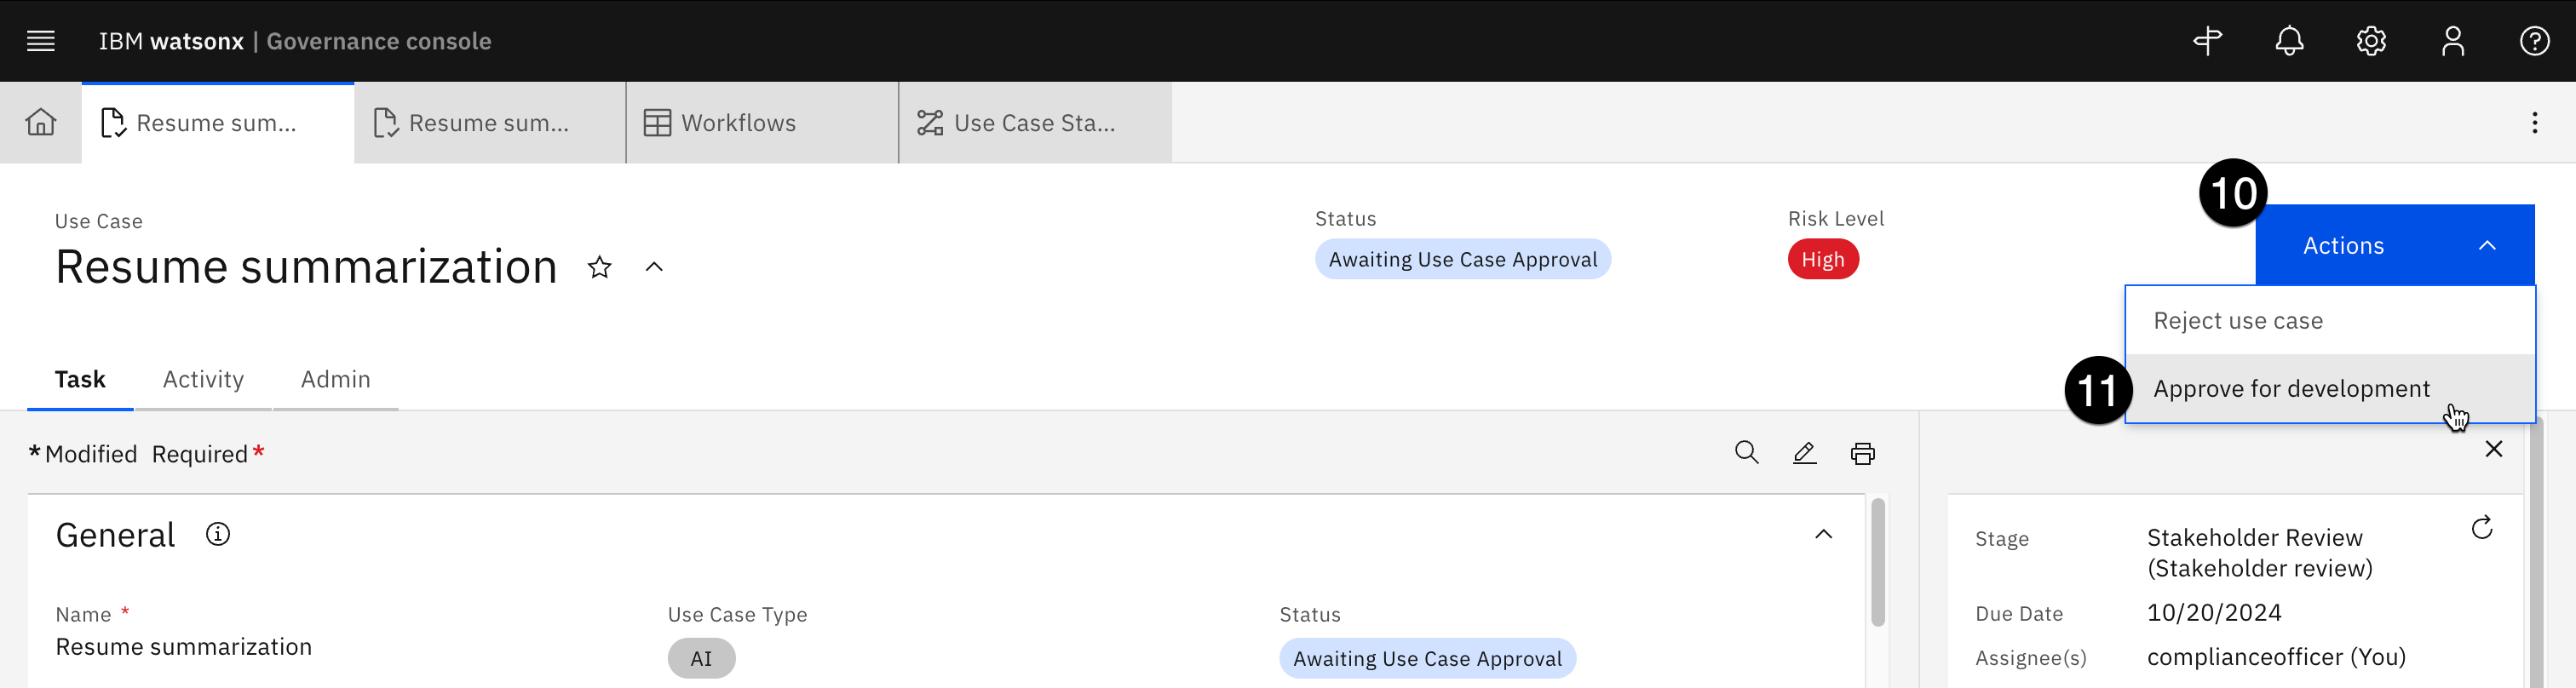 IBM watsonx | Governance console
Resume sum...
Resume sum...
Workflows
Use Case Sta...
10
Use Case
Resume summarization
Status
Awaiting Use Case Approval
Risk Level
High
Actions
Reject use case
11
Approve for development
Task
Activity
Admin
*Modified Required*
General
Name *
Resume summarization
Use Case Type
AI
Status
Awaiting Use Case Approval
Stage
Stakeholder Review
(Stakeholder review)
Due Date
10/20/2024
Assignee(s)
complianceofficer (You)